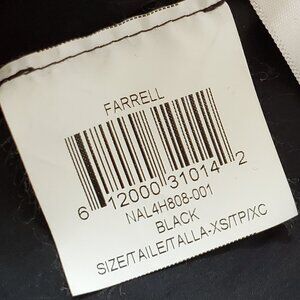 FARRELL
6 12000 31014 2
NAL4H808-001
BLACK
SIZE/TAILE/TALLA-XS/TP/XC